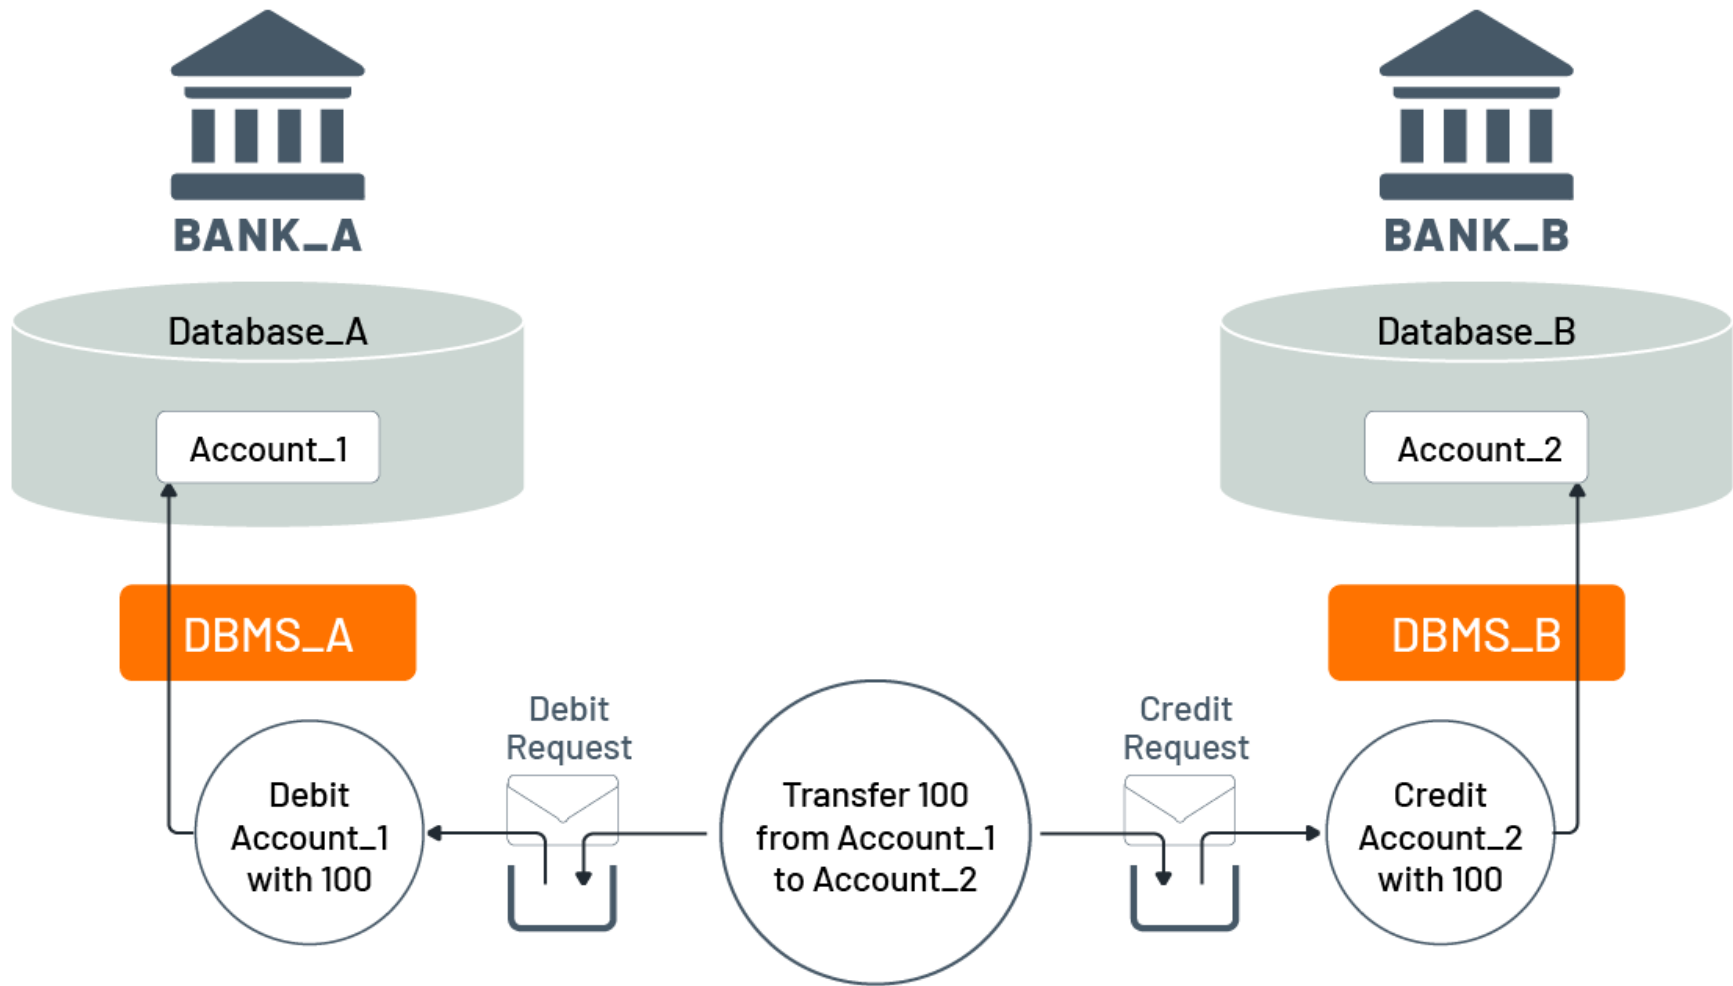 BANK_A
BANK_B
Database_A
Database_B
Account_1
Account_2
DBMS_A
DBMS_B
Debit
Request
Credit
Request
Debit
Account_1
with 100
Transfer 100
from Account_1
to Account_2
Credit
Account_2
with 100